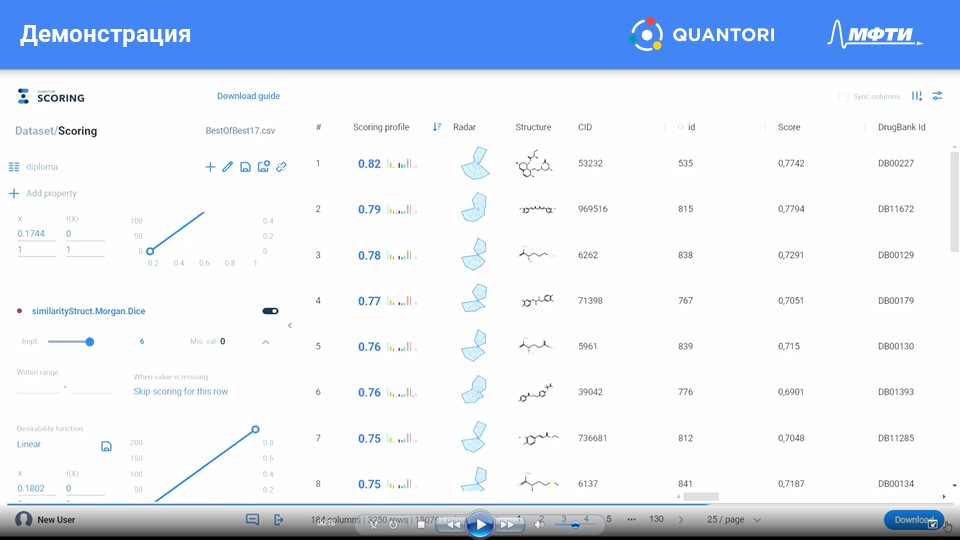 Демонстрация
QUANTORI
МФТИ
QUANTORI
SCORING
Download guide
Sync columns
Dataset/Scoring
BestOfBest17.csv
# Scoring profile Radar Structure CID id Score DrugBank Id
diploma
Add property
X f(X)
0.1744 0
1 1
100
50
0
0.4
0.2
0
0.2 0.4 0.6 0.8 1
similarityStruct.Morgan.Dice
Impt. 6 Mis. val. 0
Within range
-
When value is missing
Skip scoring for this row
Desirability function
Linear
X f(X)
0.1802 0
200
150
100
50
0.8
0.6
0.4
0.2
1 0.82 53232 535 0,7742 DB00227
2 0.79 969516 815 0,7794 DB11672
3 0.78 6262 838 0,7291 DB00129
4 0.77 71398 767 0,7051 DB00179
5 0.76 5961 839 0,715 DB00130
6 0.76 39042 776 0,6901 DB01393
7 0.75 736681 812 0,7048 DB11285
8 0.75 6137 841 0,7187 DB00134
New User
184 columns | 3250 rows
1 2 3 4 5 ••• 130
25 / page
Download